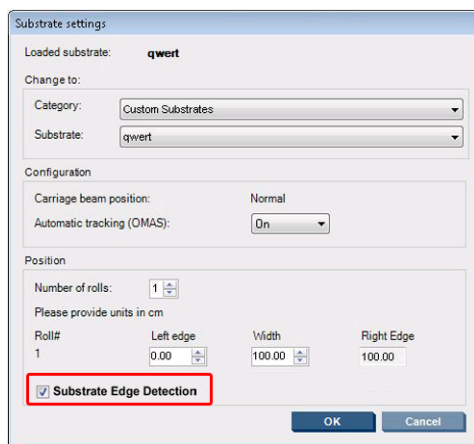 Substrate settings
Loaded substrate: qwert
Change to:
Category: Custom Substrates
Substrate: qwert
Configuration
Carriage beam position: Normal
Automatic tracking (OMAS): On
Position
Number of rolls: 1
Please provide units in cm
Roll# Left edge Width Right Edge
1 0.00 100.00 100.00
Substrate Edge Detection
OK Cancel